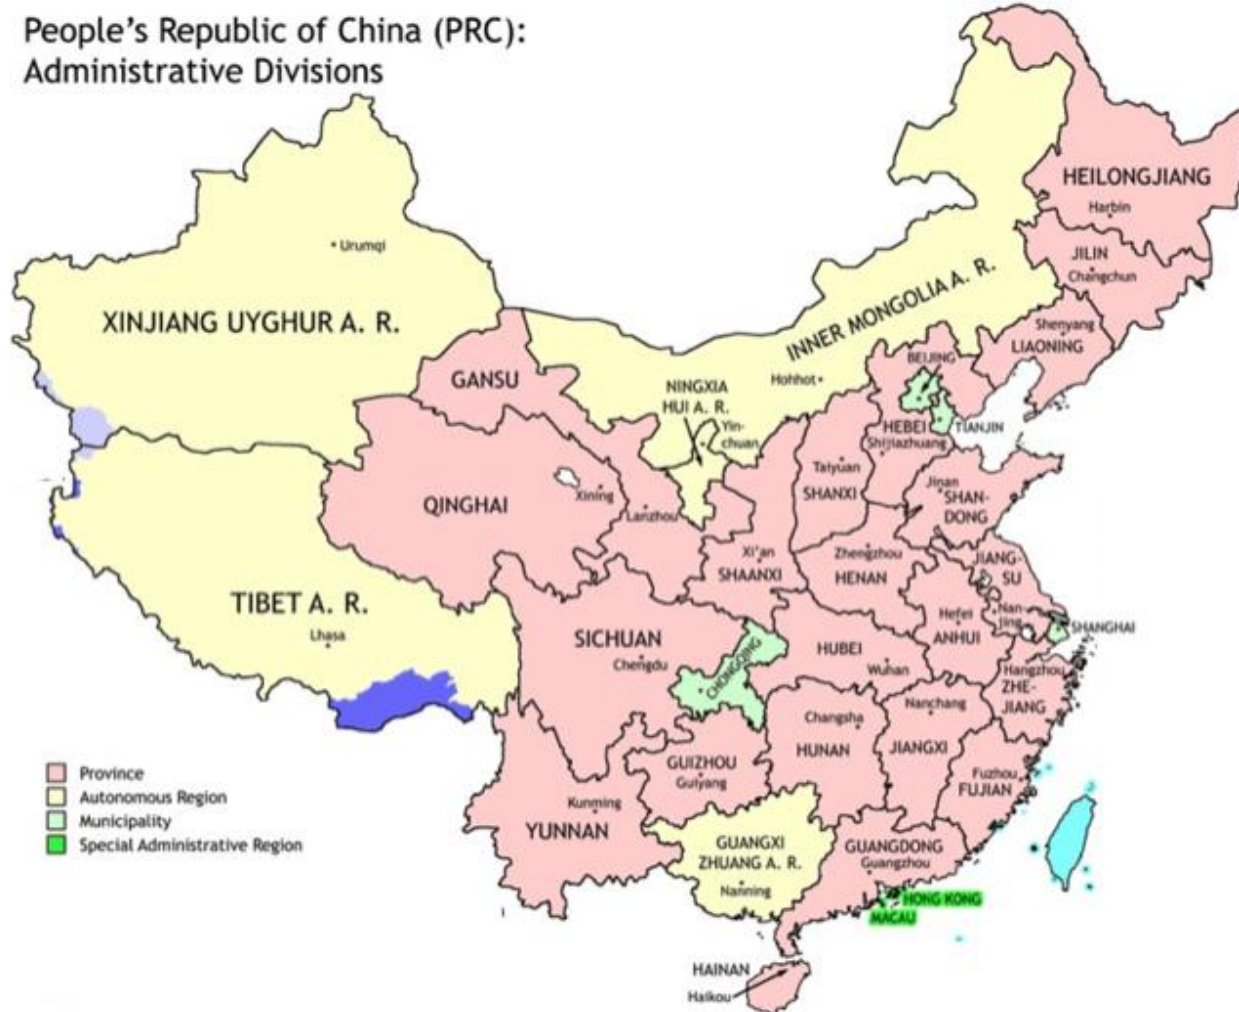 People's Republic of China (PRC):
Administrative Divisions
HEILONGJIANG
Harbin
JILIN
Changchun
Urumqi
INNER MONGOLIA A. R.
XINJIANG UYGHUR A. R.
Shenyang
LIAONING
BEIJING
GANSU
Hohhot
NINGXIA
HUI A. R.
Yin-
chuan
HEBEI
TIANJIN
Shijiazhuang
Taiyuan
SHANXI
Jinan
SHAN-
DONG
QINGHAI
Xining
Lanzhou
Xi'an
SHAANXI
Zhengzhou
HENAN
JIANG-
SU
TIBET A. R.
Lhasa
Hefei
ANHUI
Nan-
jing
SHANGHAI
SICHUAN
Chengdu
CHONGQING
HUBEI
Wuhan
Hangzhou
ZHE-
JIANG
Changsha
HUNAN
Nanchang
JIANGXI
GUIZHOU
Guiyang
Fuzhou
FUJIAN
Province
Autonomous Region
Municipality
Special Administrative Region
Kunming
YUNNAN
GUANGXI
ZHUANG A. R.
Nanning
GUANGDONG
Guangzhou
HONG KONG
MACAU
HAINAN
Haikou